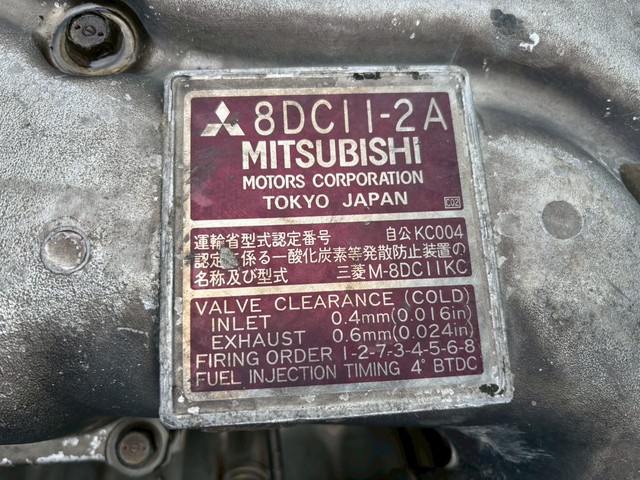 8DC11-2A
MITSUBISHI
MOTORS CORPORATION
TOKYO JAPAN
C02
運輸省型式認定番号 自公KC004
認定に係る一酸化炭素等発散防止装置の
名称及び型式 三菱M-8DC11KC
VALVE CLEARANCE (COLD)
INLET 0.4mm(0.016in)
EXHAUST 0.6mm(0.024in)
FIRING ORDER 1-2-7-3-4-5-6-8
FUEL INJECTION TIMING 4° BTDC